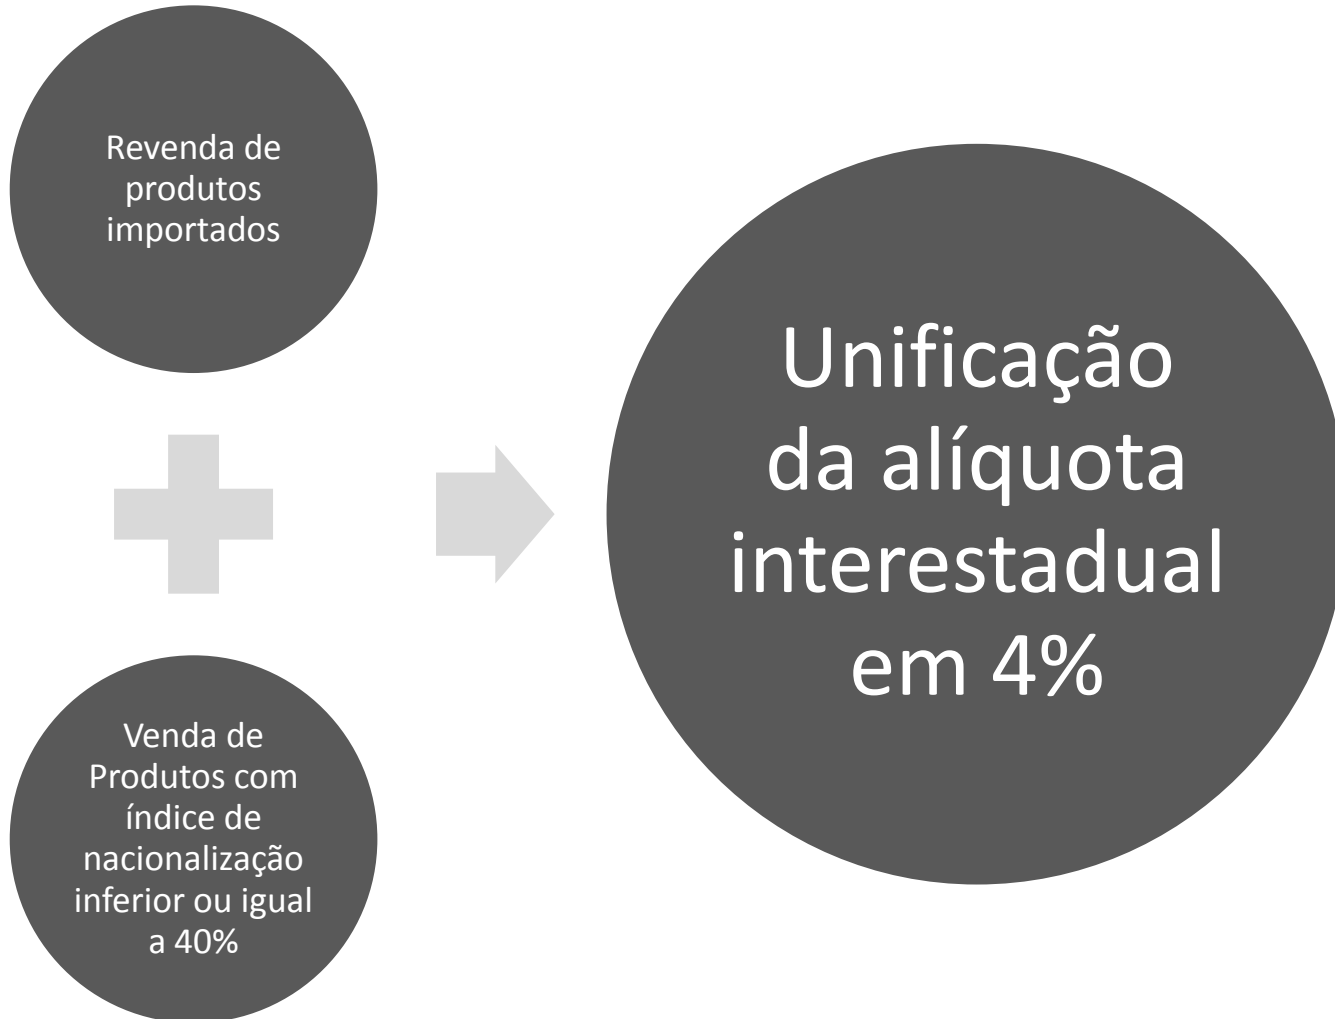 Revenda de
produtos
importados
Venda de
Produtos com
índice de
nacionalização
inferior ou igual
a 40%
Unificação
da alíquota
interestadual
em 4%